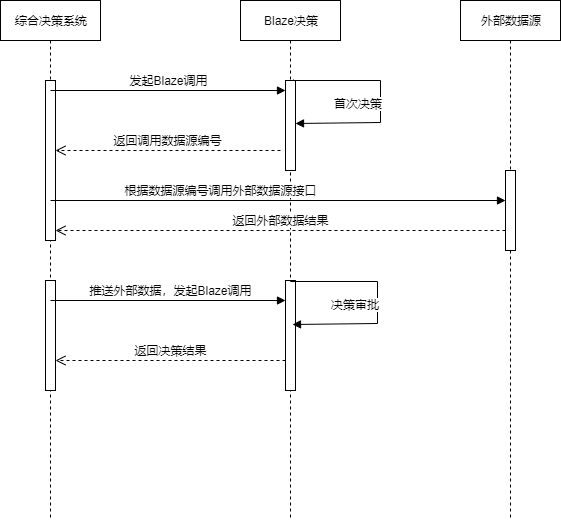 综合决策系统
Blaze决策
外部数据源
发起Blaze调用
首次决策
返回调用数据源编号
根据数据源编号调用外部数据源接口
返回外部数据结果
推送外部数据，发起Blaze调用
决策审批
返回决策结果